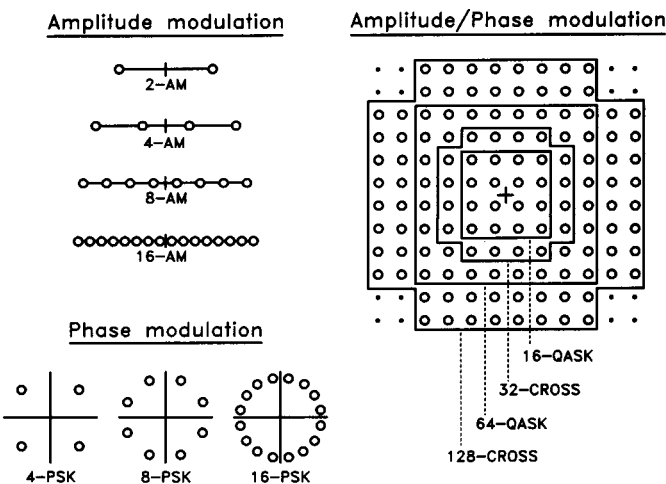 Amplitude modulation
2-AM
4-AM
8-AM
16-AM
Phase modulation
4-PSK
8-PSK
16-PSK
Amplitude/Phase modulation
16-QASK
32-CROSS
64-QASK
128-CROSS